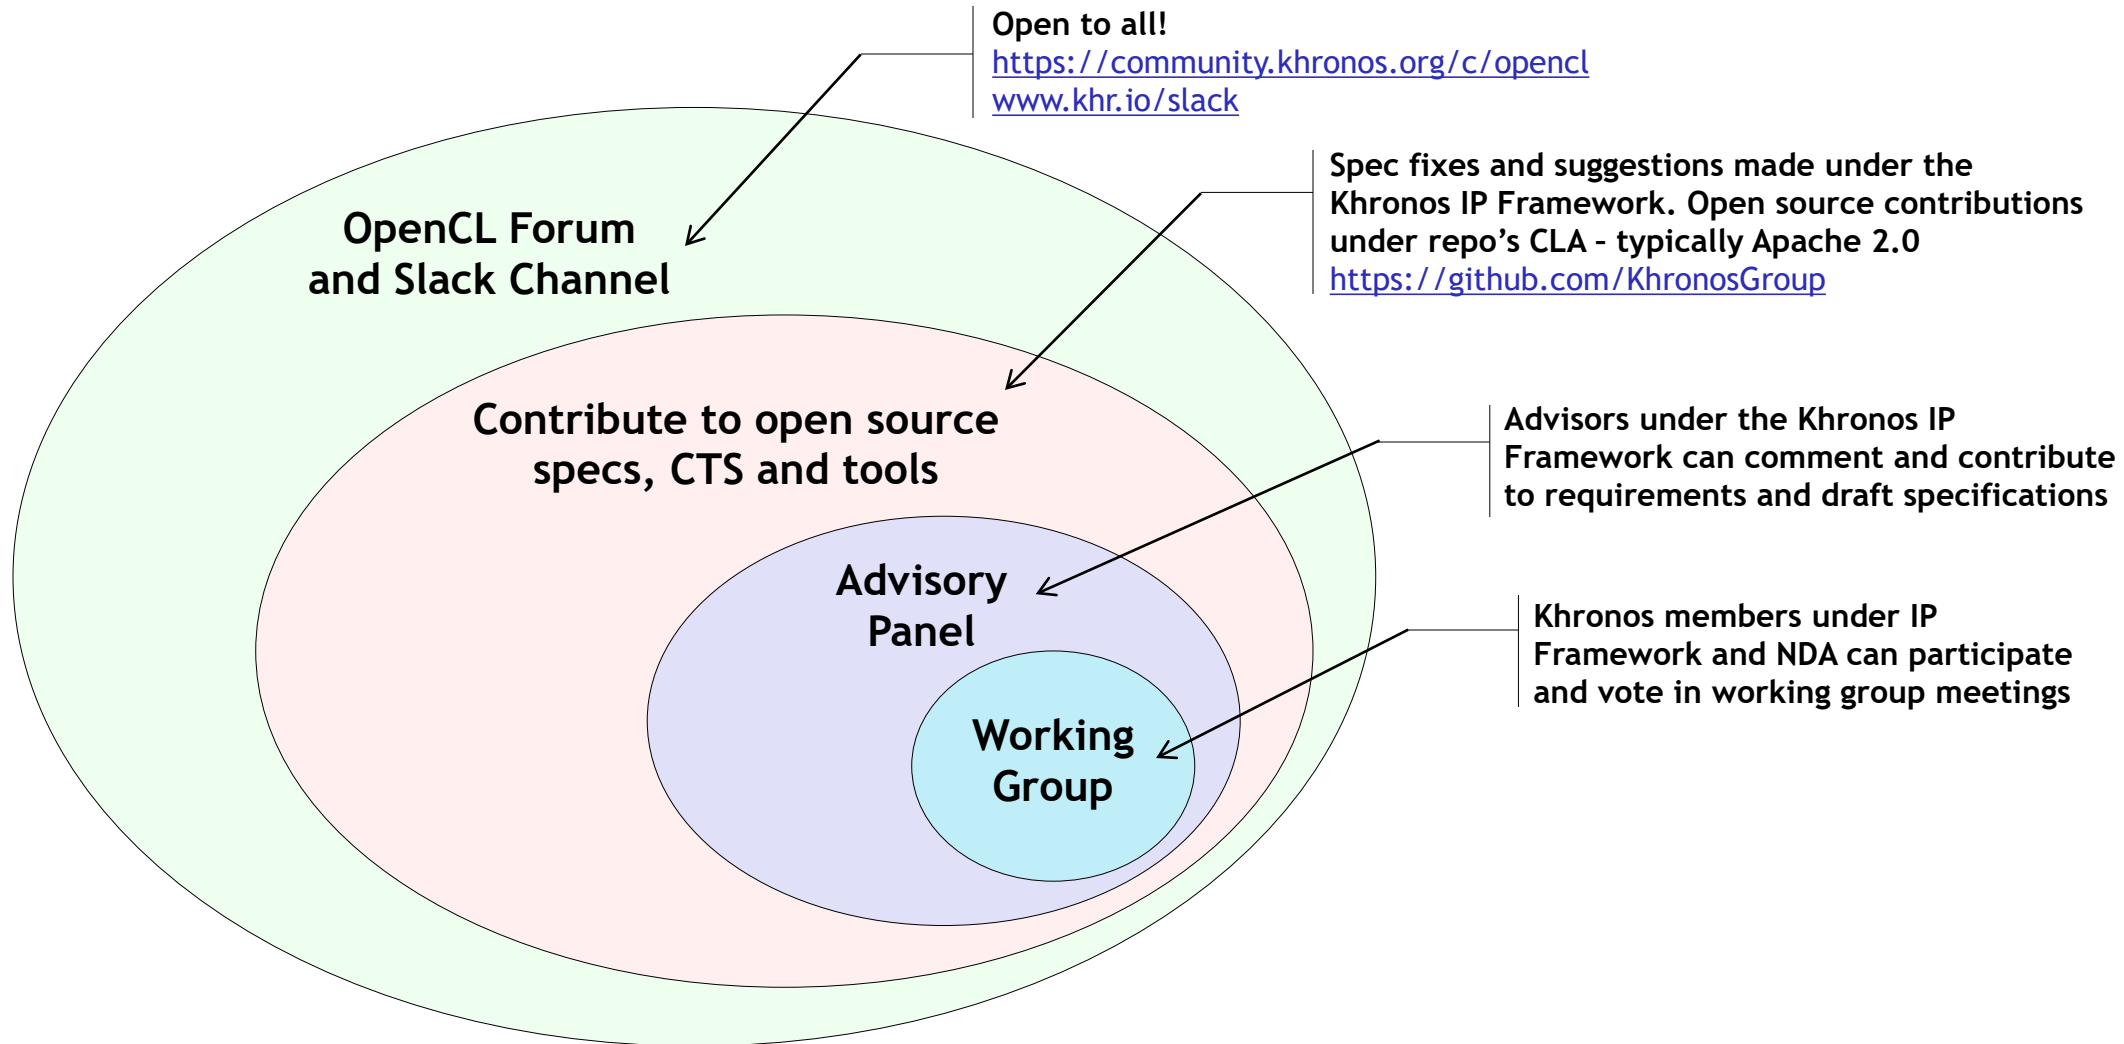 Open to all!
https://community.khronos.org/c/opencl
www.khr.io/slack
Spec fixes and suggestions made under the
Khronos IP Framework. Open source contributions
under repo’s CLA – typically Apache 2.0
https://github.com/KhronosGroup
OpenCL Forum
and Slack Channel
Contribute to open source
specs, CTS and tools
Advisors under the Khronos IP
Framework can comment and contribute
to requirements and draft specifications
Advisory
Panel
Khronos members under IP
Framework and NDA can participate
and vote in working group meetings
Working
Group